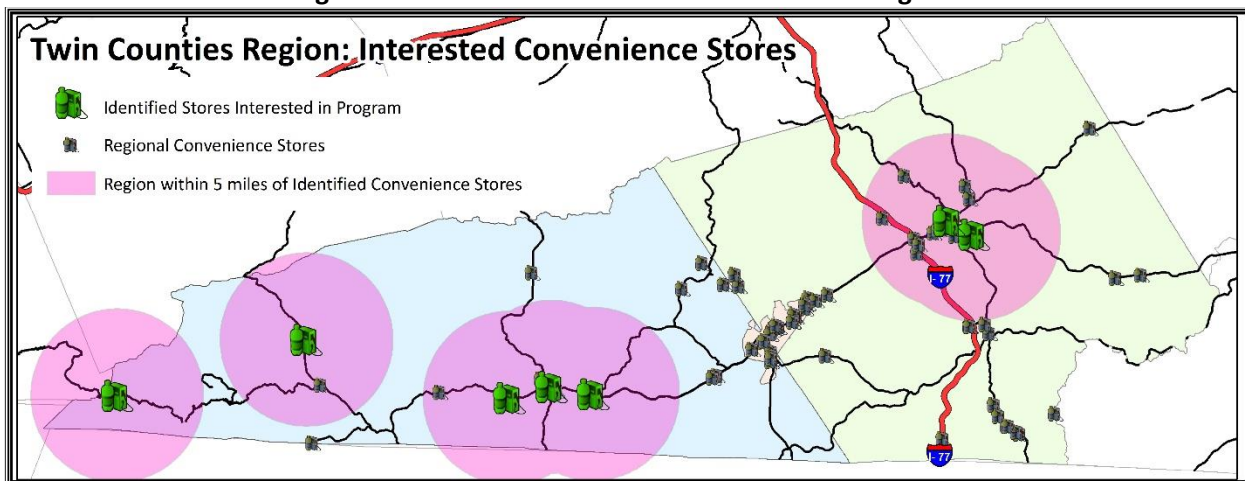 Twin Counties Region: Interested Convenience Stores
Identified Stores Interested in Program
Regional Convenience Stores
Region within 5 miles of Identified Convenience Stores
I-77
I-77